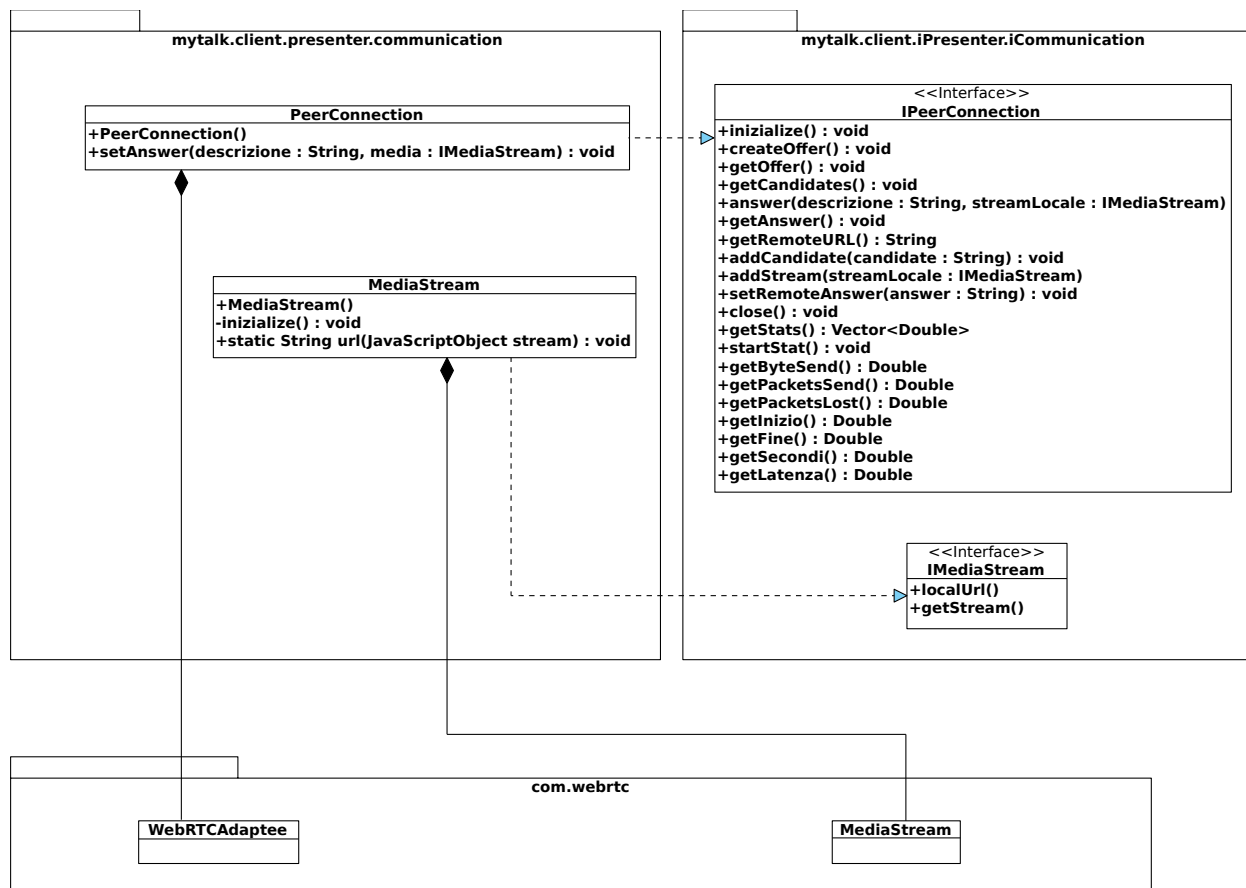 mytalk.client.presenter.communication
PeerConnection
+PeerConnection()
+setAnswer(descrizione : String, media : IMediaStream) : void
MediaStream
+MediaStream()
-inizialize() : void
+static String url(JavaScriptObject stream) : void
mytalk.client.iPresenter.iCommunication
<<Interface>>
IPeerConnection
+inizialize() : void
+createOffer() : void
+getOffer() : void
+getCandidates() : void
+answer(descrizione : String, streamLocale : IMediaStream)
+getAnswer() : void
+getRemoteURL() : String
+addCandidate(candidate : String) : void
+addStream(streamLocale : IMediaStream)
+setRemoteAnswer(answer : String) : void
+close() : void
+getStats() : Vector<Double>
+startStat() : void
+getByteSend() : Double
+getPacketsSend() : Double
+getPacketsLost() : Double
+getInizio() : Double
+getFine() : Double
+getSecondi() : Double
+getLatenza() : Double
<<Interface>>
IMediaStream
+localUrl()
+getStream()
com.webrtc
WebRTCAdaptee
MediaStream